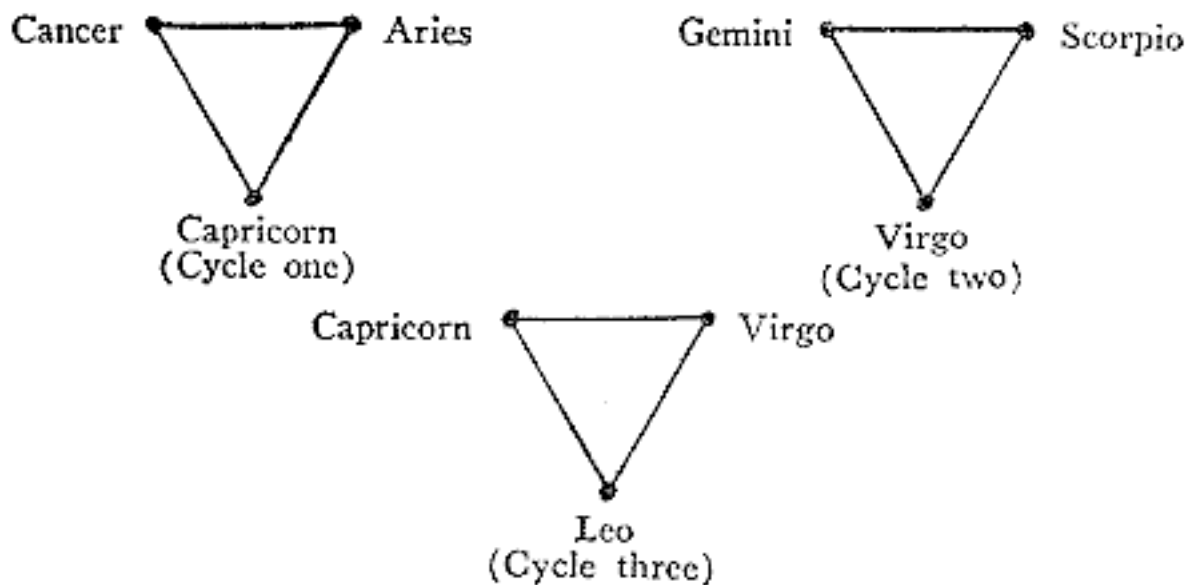 Cancer Aries
Capricorn
(Cycle one)
Gemini Scorpio
Virgo
(Cycle two)
Capricorn Virgo
Leo
(Cycle three)